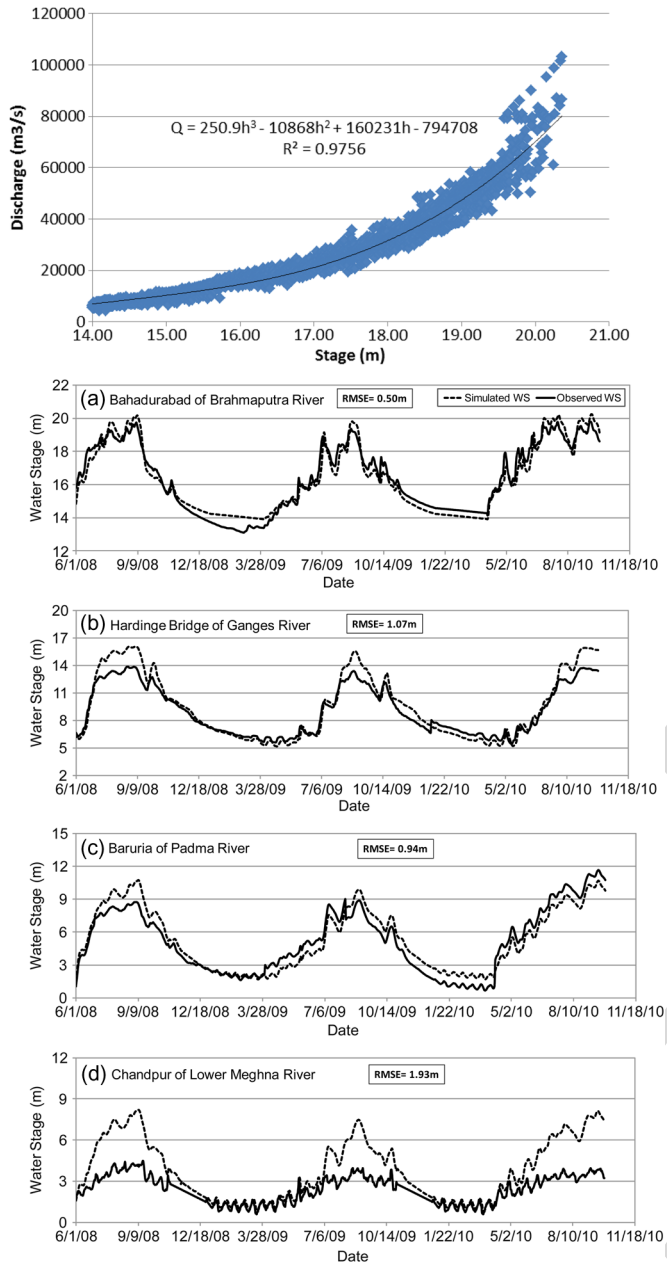 120000
100000
80000
60000
40000
20000
0
Discharge (m3/s)
Q = 250.9h³ - 10868h² + 160231h - 794708
R² = 0.9756
14.00 15.00 16.00 17.00 18.00 19.00 20.00 21.00
Stage (m)
(a) Bahadurabad of Brahmaputra River
RMSE= 0.50m
Simulated WS Observed WS
22
20
18
16
14
12
Water Stage (m)
6/1/08 9/9/08 12/18/08 3/28/09 7/6/09 10/14/09 1/22/10 5/2/10 8/10/10 11/18/10
Date
(b) Hardinge Bridge of Ganges River
RMSE= 1.07m
20
17
14
11
8
5
2
Water Stage (m)
6/1/08 9/9/08 12/18/08 3/28/09 7/6/09 10/14/09 1/22/10 5/2/10 8/10/10 11/18/10
Date
(c) Baruria of Padma River
RMSE= 0.94m
15
12
9
6
3
0
Water Stage (m)
6/1/08 9/9/08 12/18/08 3/28/09 7/6/09 10/14/09 1/22/10 5/2/10 8/10/10 11/18/10
Date
(d) Chandpur of Lower Meghna River
RMSE= 1.93m
12
9
6
3
0
Water Stage (m)
6/1/08 9/9/08 12/18/08 3/28/09 7/6/09 10/14/09 1/22/10 5/2/10 8/10/10 11/18/10
Date